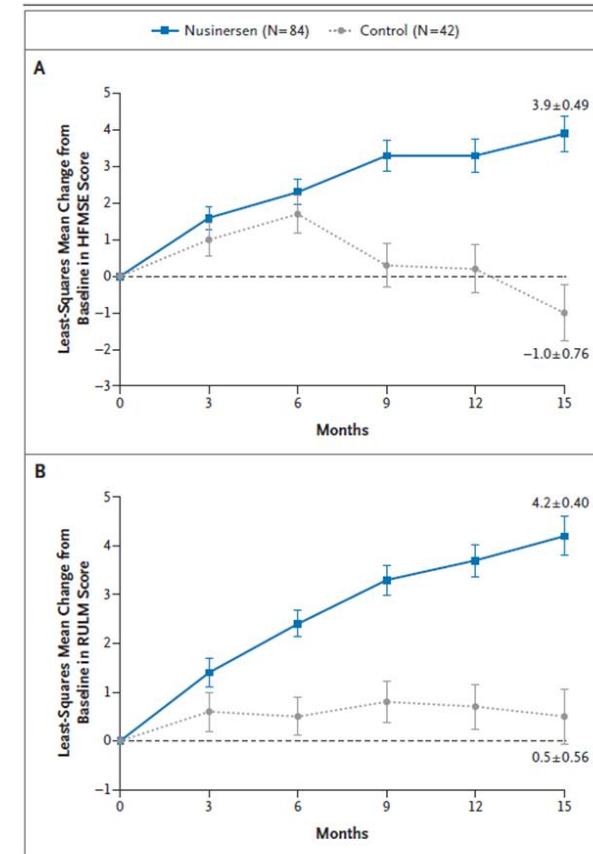 Nusinersen (N=84) Control (N=42)
A
Least-Squares Mean Change from
Baseline in HFMSE Score
5
4
3
2
1
0
−1
−2
−3
3.9±0.49
−1.0±0.76
0 3 6 9 12 15
Months
B
Least-Squares Mean Change from
Baseline in RULM Score
5
4
3
2
1
0
−1
4.2±0.40
0.5±0.56
0 3 6 9 12 15
Months